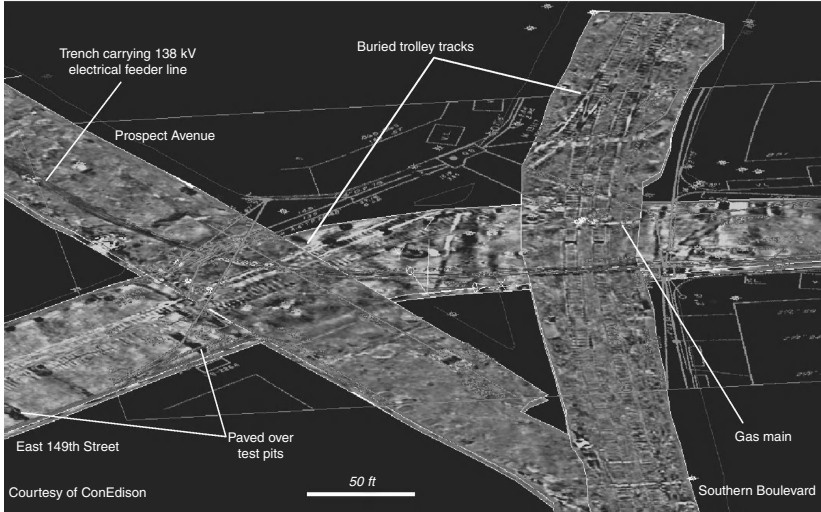 Trench carrying 138 kV
electrical feeder line
Buried trolley tracks
Prospect Avenue
East 149th Street
Paved over
test pits
Gas main
Courtesy of ConEdison
50 ft
Southern Boulevard